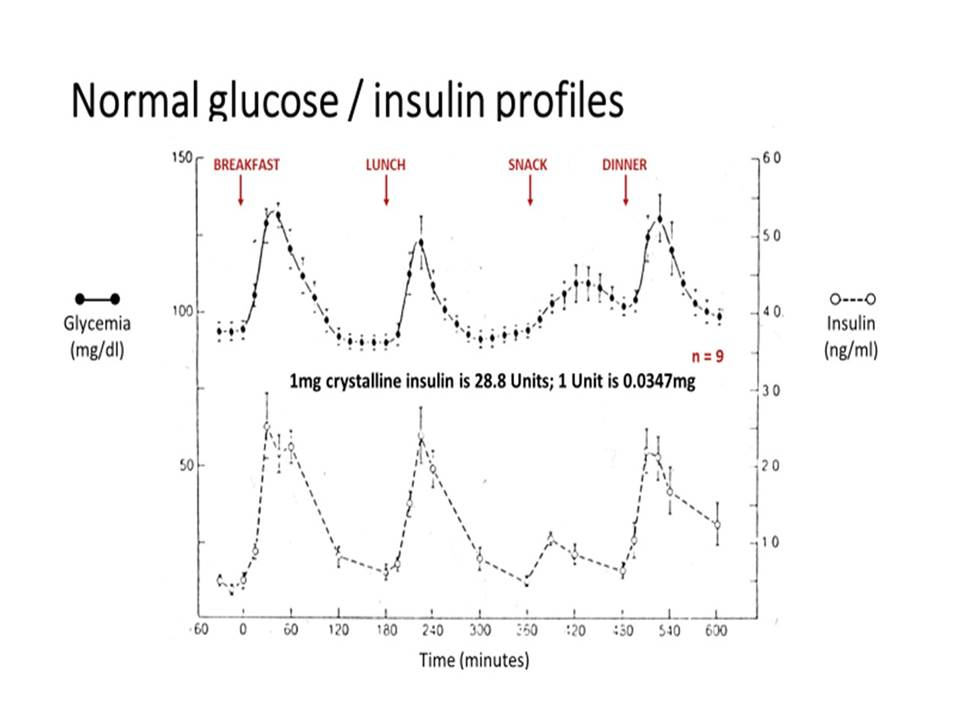 Normal glucose / insulin profiles
150
60
BREAKFAST
LUNCH
SNACK
DINNER
50
100
40
Glycemia
(mg/dl)
Insulin
(ng/ml)
n = 9
1mg crystalline insulin is 28.8 Units; 1 Unit is 0.0347mg
30
50
20
10
-60 0 60 120 180 240 300 360 420 480 540 600
Time (minutes)